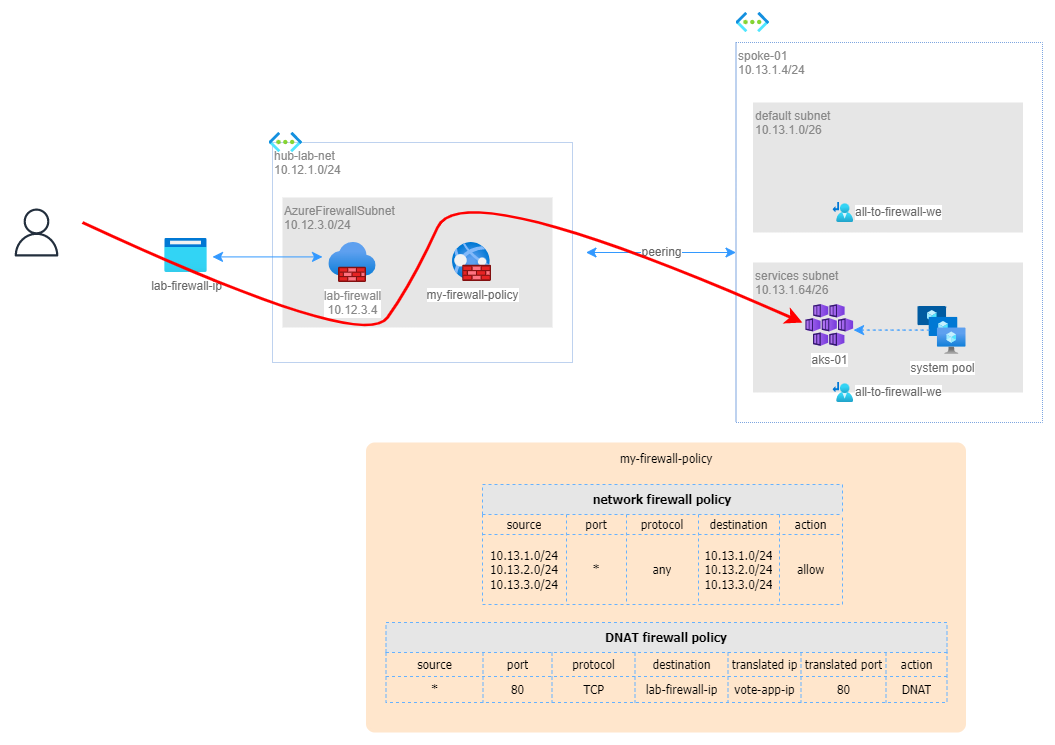 spoke-01
10.13.1.4/24
default subnet
10.13.1.0/26
all-to-firewall-we
hub-lab-net
10.12.1.0/24
AzureFirewallSubnet
10.12.3.0/24
lab-firewall-ip
lab-firewall
10.12.3.4
my-firewall-policy
peering
services subnet
10.13.1.64/26
aks-01
system pool
all-to-firewall-we
my-firewall-policy
network firewall policy
source port protocol destination action
10.13.1.0/24 10.13.1.0/24
10.13.2.0/24 * any 10.13.2.0/24 allow
10.13.3.0/24 10.13.3.0/24
DNAT firewall policy
source port protocol destination translated ip translated port action
* 80 TCP lab-firewall-ip vote-app-ip 80 DNAT